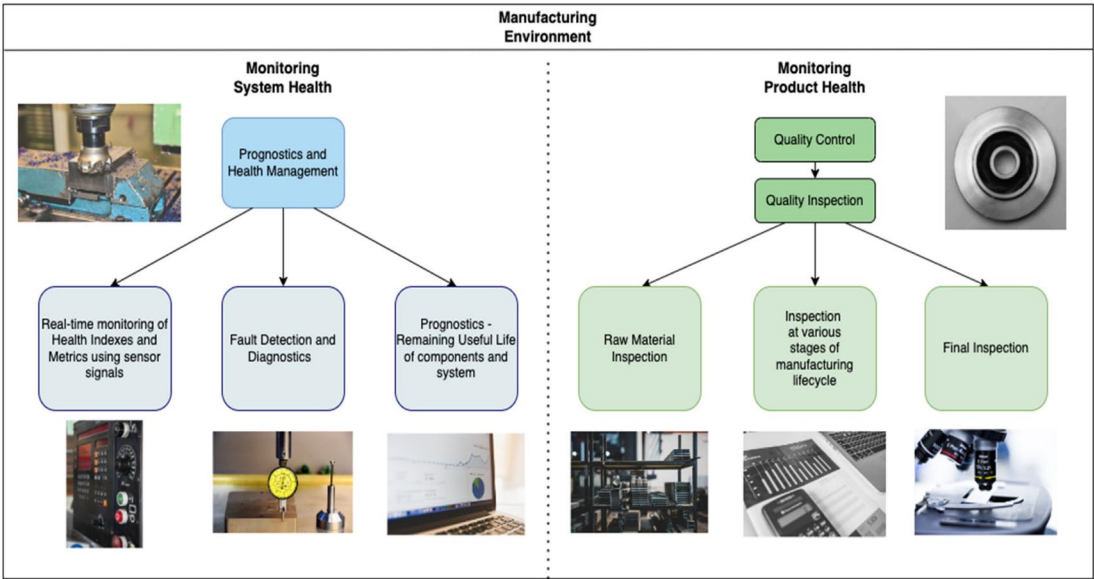 Manufacturing
Environment
Monitoring
System Health
Prognostics and
Health Management
Real-time monitoring of
Health Indexes and
Metrics using sensor
signals
Fault Detection and
Diagnostics
Prognostics -
Remaining Useful Life
of components and
system
Monitoring
Product Health
Quality Control
Quality Inspection
Raw Material
Inspection
Inspection
at various
stages of
manufacturing
lifecycle
Final Inspection